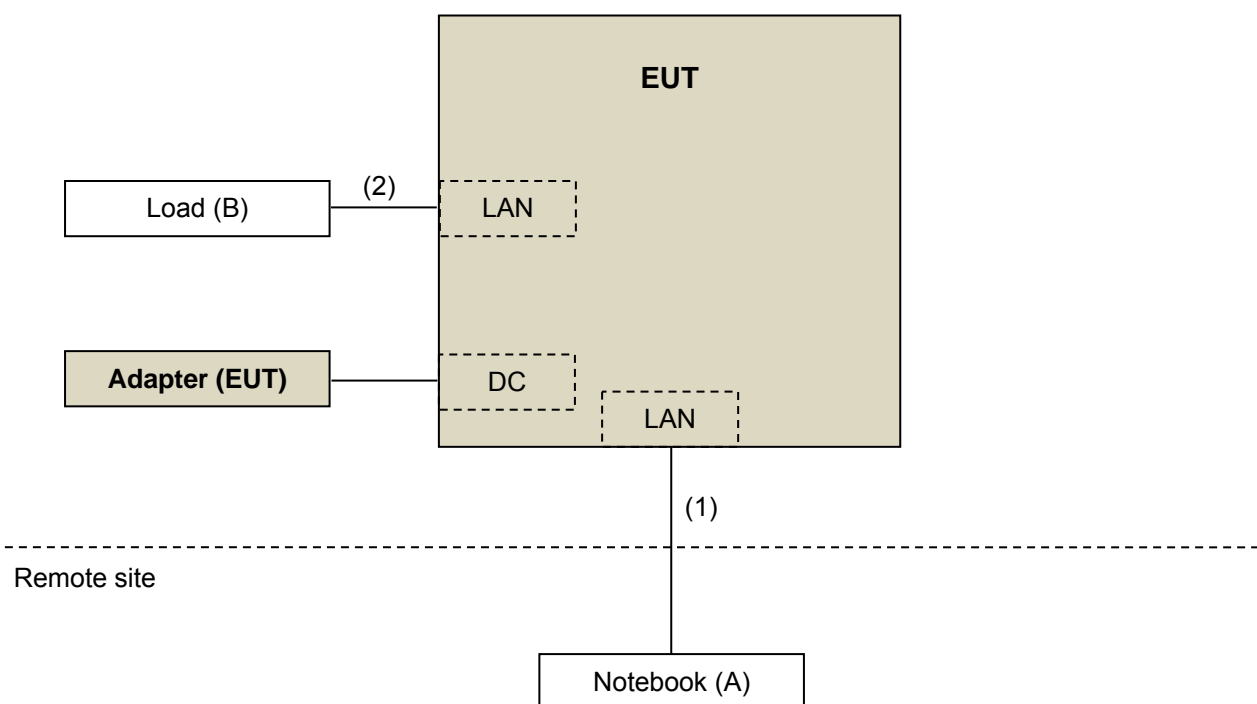 EUT
(2)
Load (B)
LAN
Adapter (EUT)
DC
LAN
(1)
Remote site
Notebook (A)